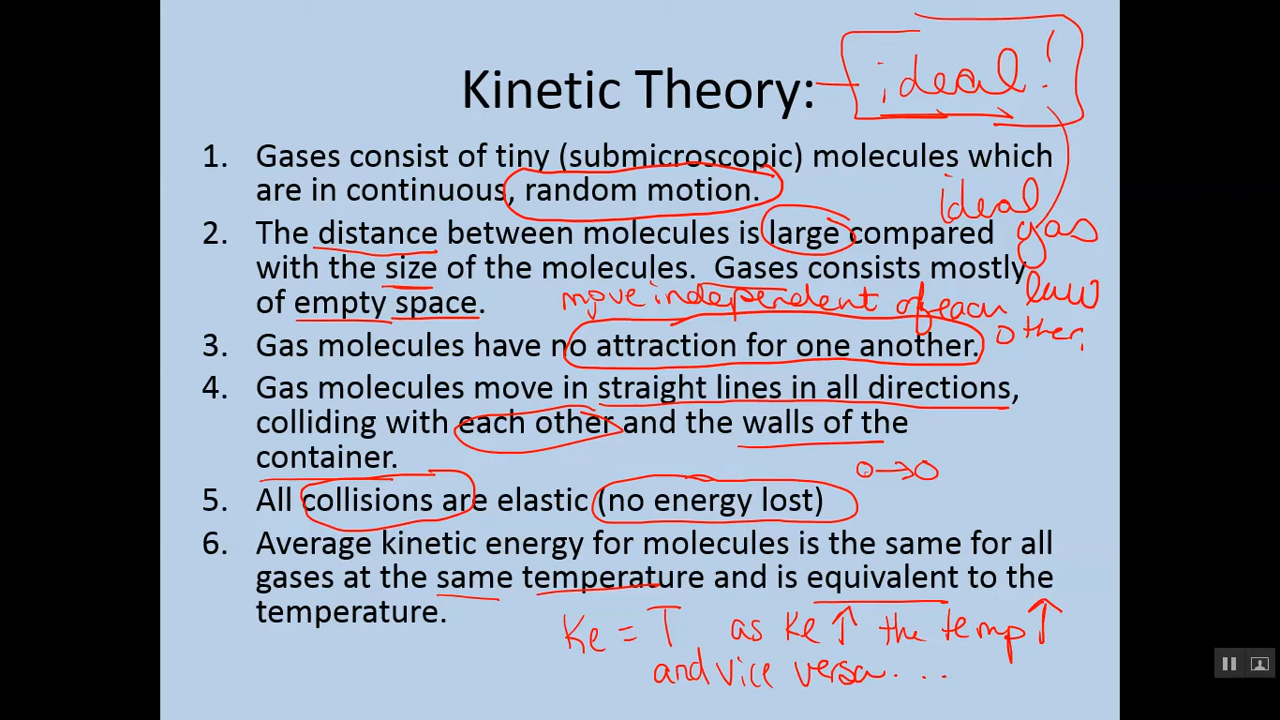 Kinetic Theory: ideal!
1. Gases consist of tiny (submicroscopic) molecules which
are in continuous, random motion.
ideal
gas
law
2. The distance between molecules is large compared
with the size of the molecules. Gases consists mostly
of empty space.
move independent of each
other.
3. Gas molecules have no attraction for one another.
4. Gas molecules move in straight lines in all directions,
colliding with each other and the walls of the
container.
5. All collisions are elastic (no energy lost)
6. Average kinetic energy for molecules is the same for all
gases at the same temperature and is equivalent to the
temperature.
Ke = T as Ke ↑ the temp ↑
and vice versa....